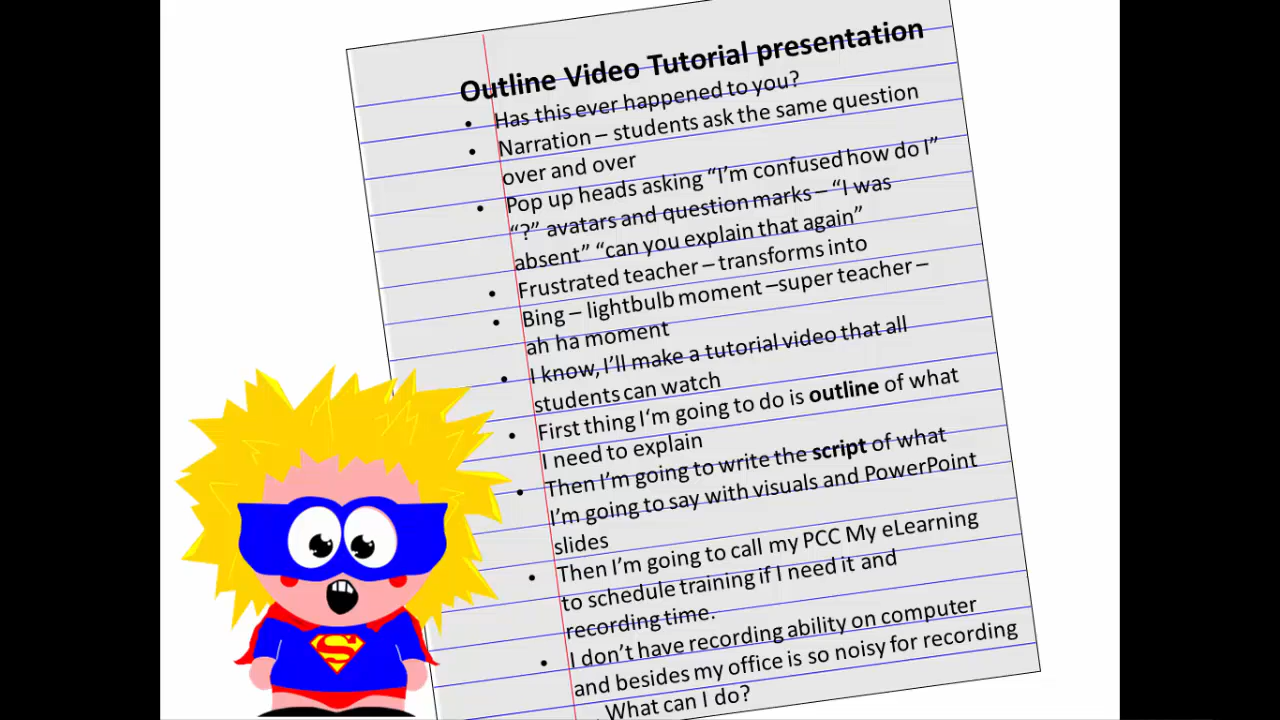 Outline Video Tutorial presentation
• Has this ever happened to you?
• Narration – students ask the same question
over and over
• Pop up heads asking “I’m confused how do I”
“?” avatars and question marks – “I was
absent” “can you explain that again”
• Frustrated teacher – transforms into
• Bing – lightbulb moment –super teacher –
ah ha moment
• I know, I’ll make a tutorial video that all
students can watch
• First thing I‘m going to do is outline of what
I need to explain
• Then I’m going to write the script of what
I’m going to say with visuals and PowerPoint
slides
• Then I’m going to call my PCC My eLearning
to schedule training if I need it and
recording time.
• I don’t have recording ability on computer
and besides my office is so noisy for recording
. What can I do?
S